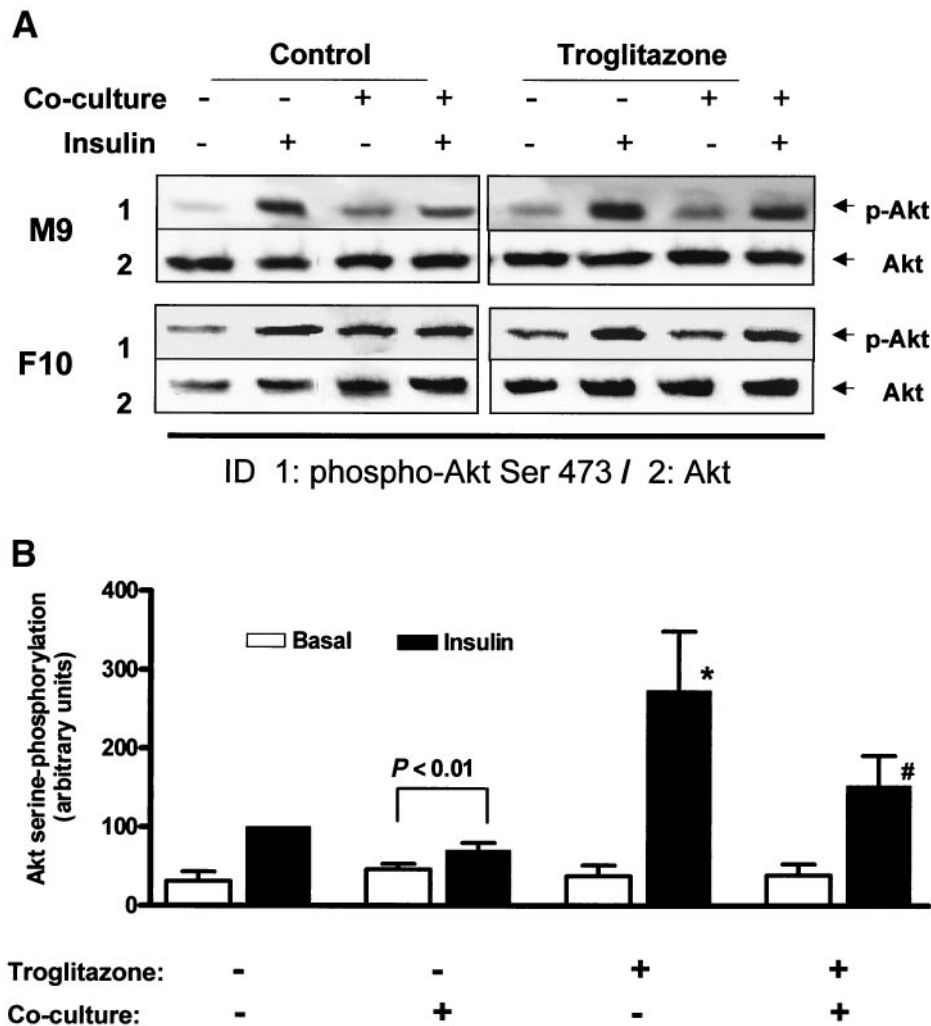 A
Control Troglitazone
Co-culture - - + + - - + +
Insulin - + - + - + - +
M9 1 p-Akt
2 Akt
F10 1 p-Akt
2 Akt
ID 1: phospho-Akt Ser 473 / 2: Akt
B
Akt serine-phosphorylation
(arbitrary units)
400
300
200
100
0
Basal Insulin
P < 0.01
*
#
Troglitazone: - - + +
Co-culture: - + - +